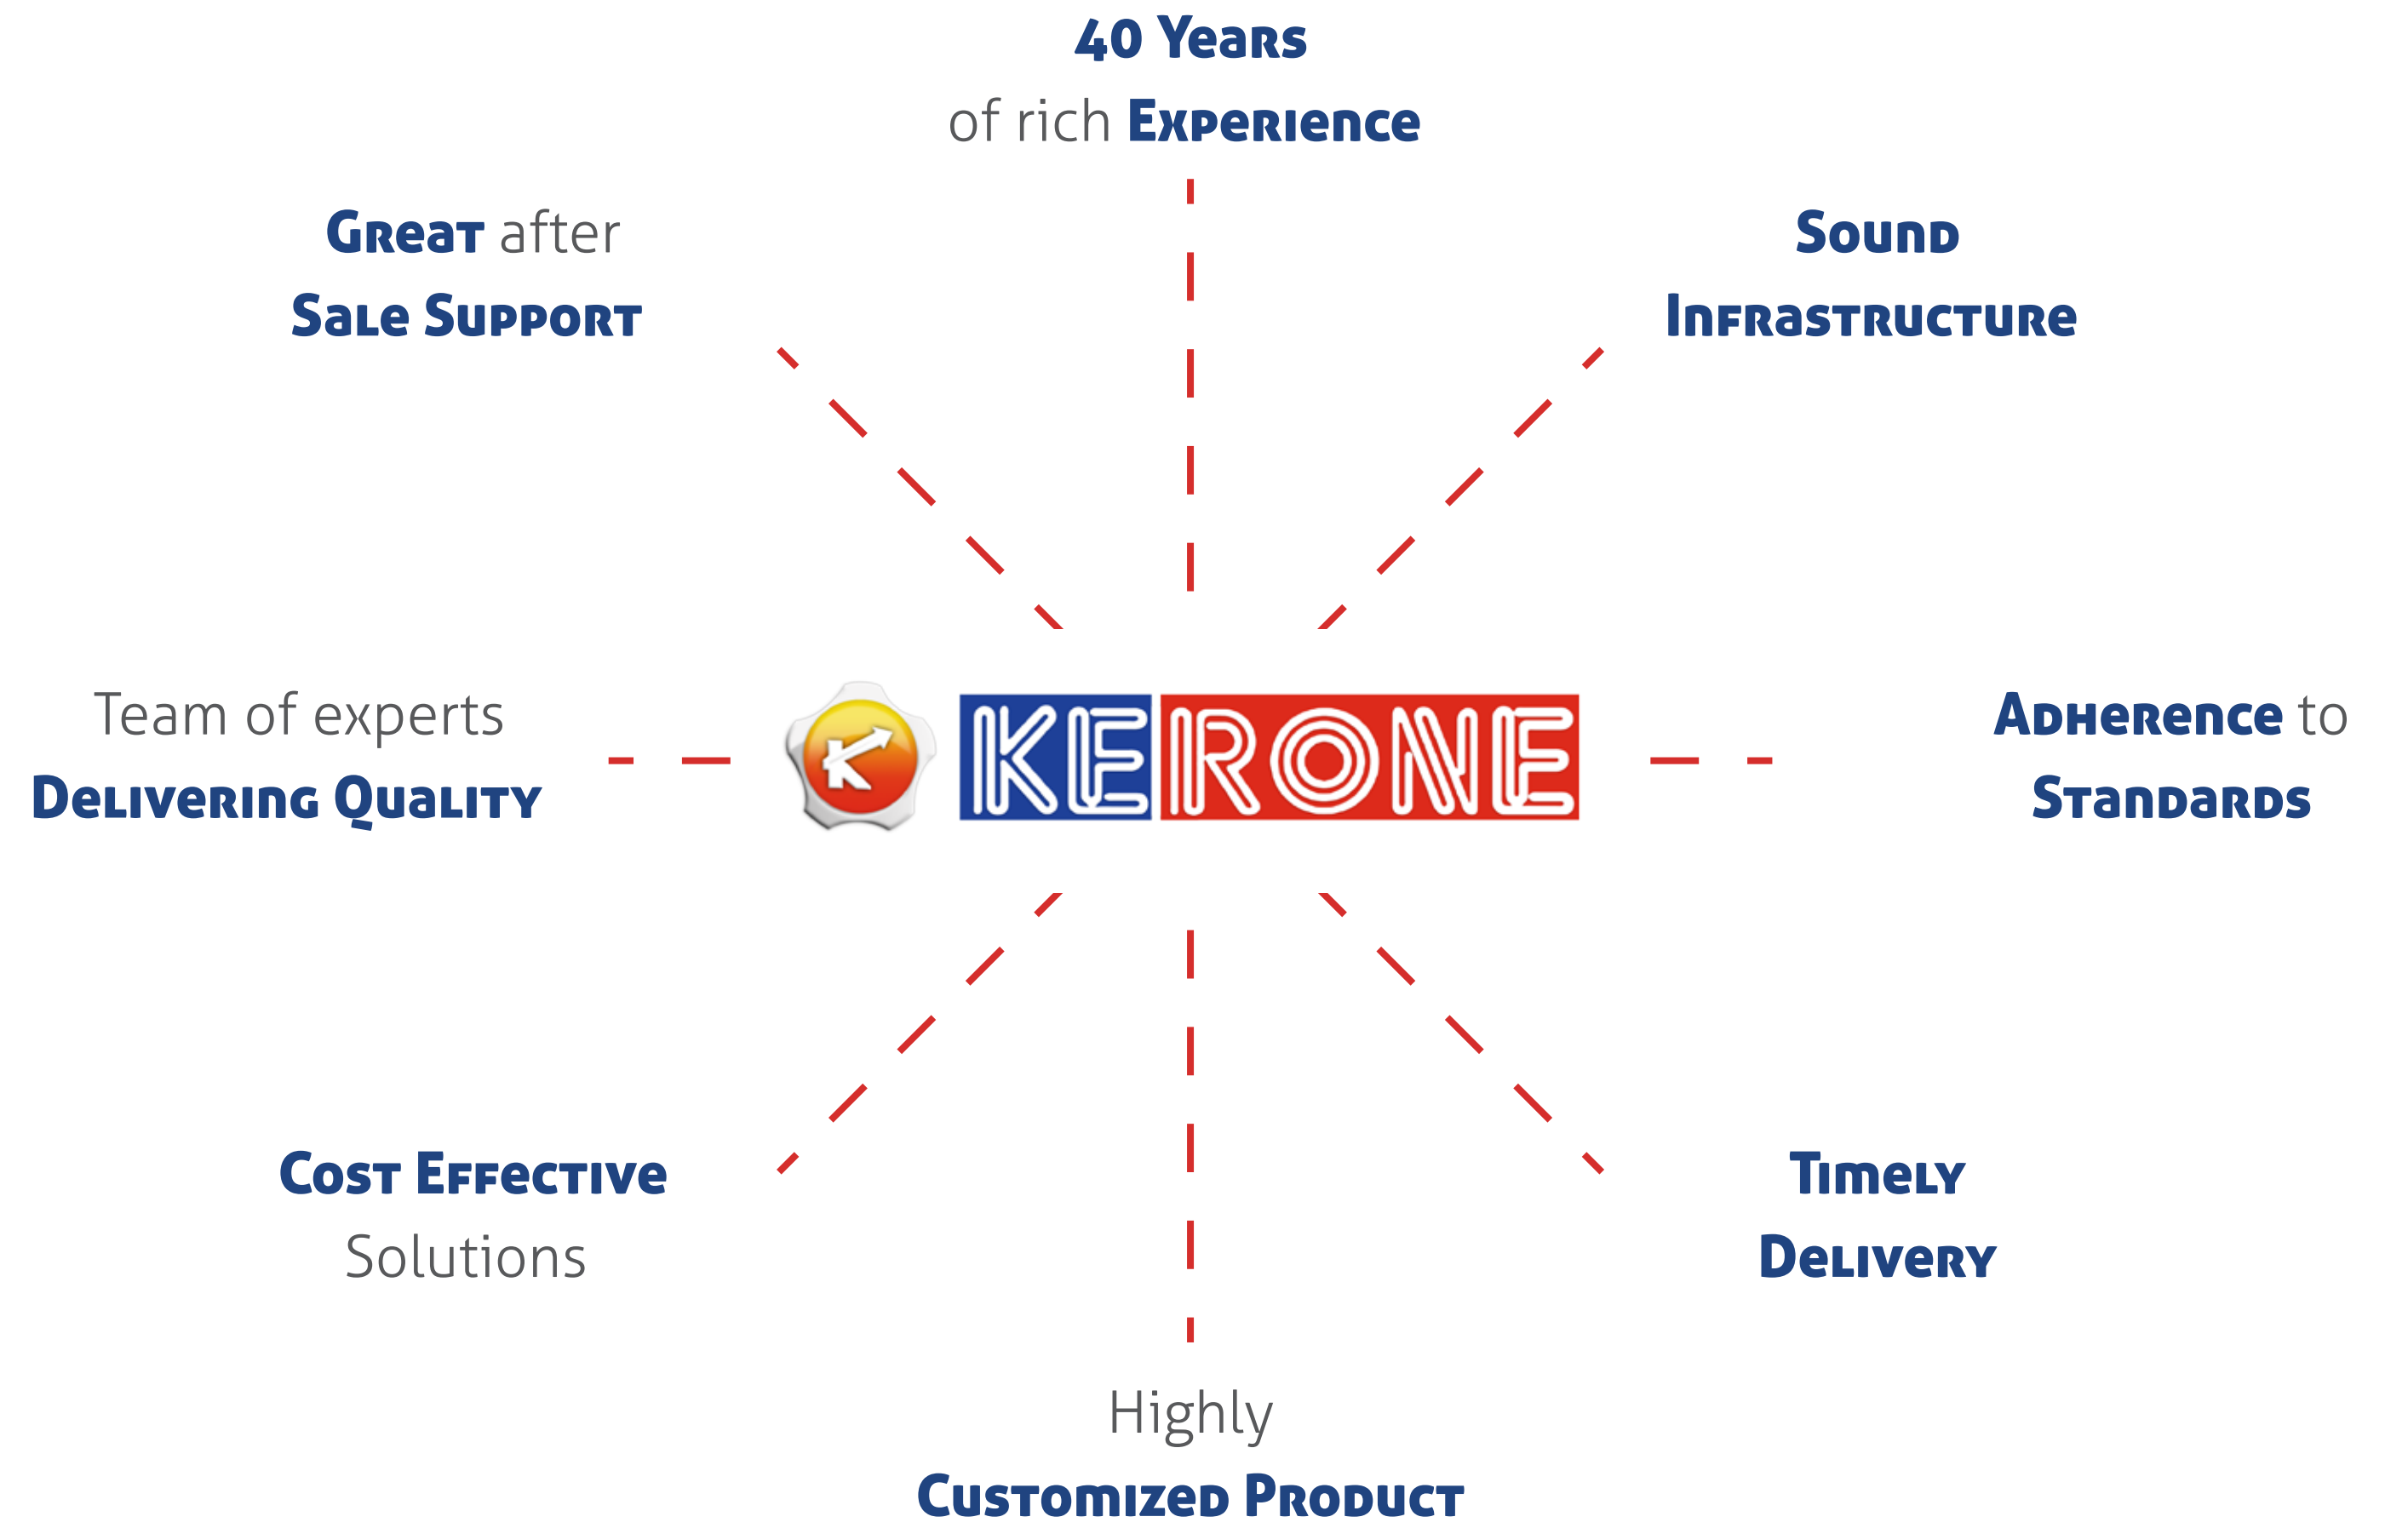 40 Years
of rich Experience
Great after
Sale Support
Sound
Infrastructure
Team of experts
Delivering Quality
K KERONE
Adherence to
Standards
Cost Effective
Solutions
Timely
Delivery
Highly
Customized Product